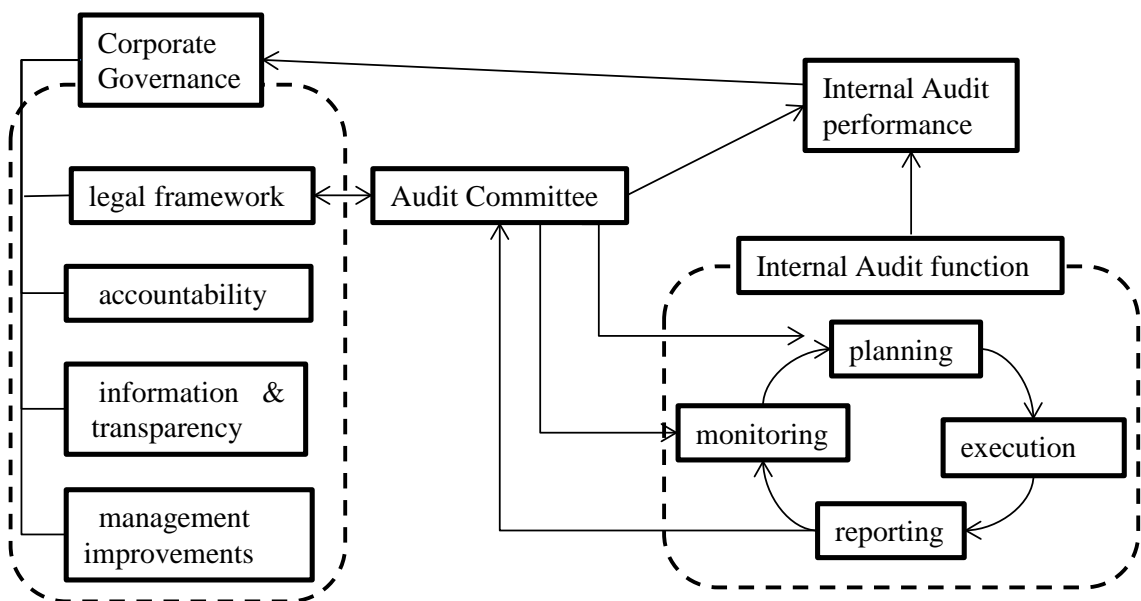 Corporate
Governance
Internal Audit
performance
legal framework
Audit Committee
Internal Audit function
accountability
planning
information &
transparency
monitoring
execution
management
improvements
reporting